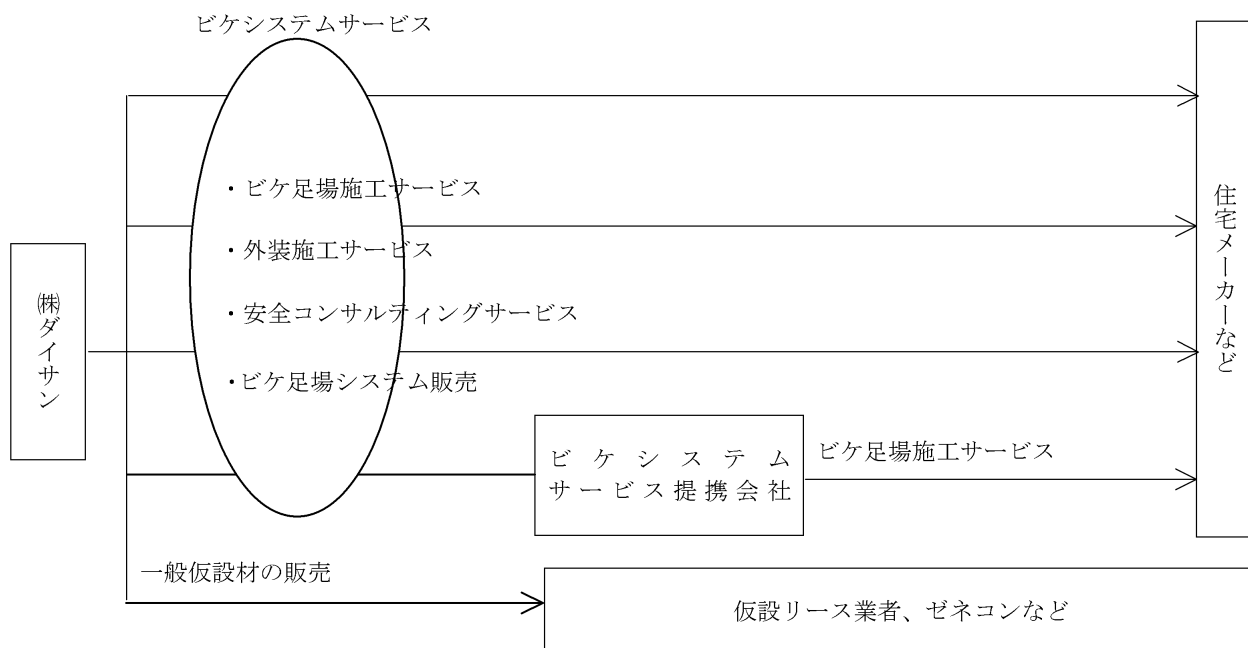 ビケシステムサービス
・ビケ足場施工サービス
・外装施工サービス
・安全コンサルティングサービス
・ビケ足場システム販売
㈱ダイサン
ビケシステム
サービス提携会社
ビケ足場施工サービス
住宅メーカーなど
一般仮設材の販売
仮設リース業者、ゼネコンなど